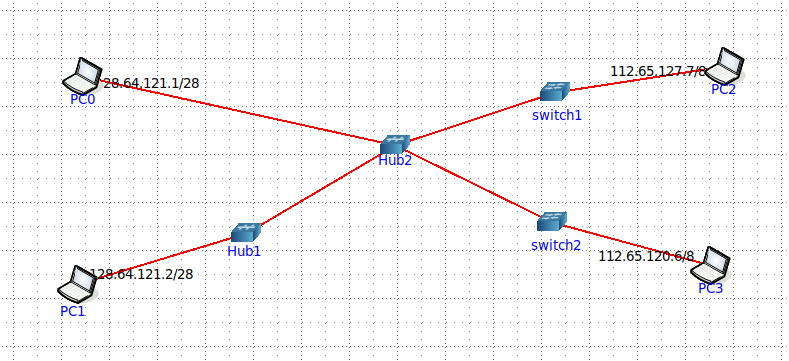 28.64.121.1/28
PC0
112.65.127.7/8
PC2
switch1
Hub2
Hub1
switch2
128.64.121.2/28
PC1
112.65.120.6/8
PC3